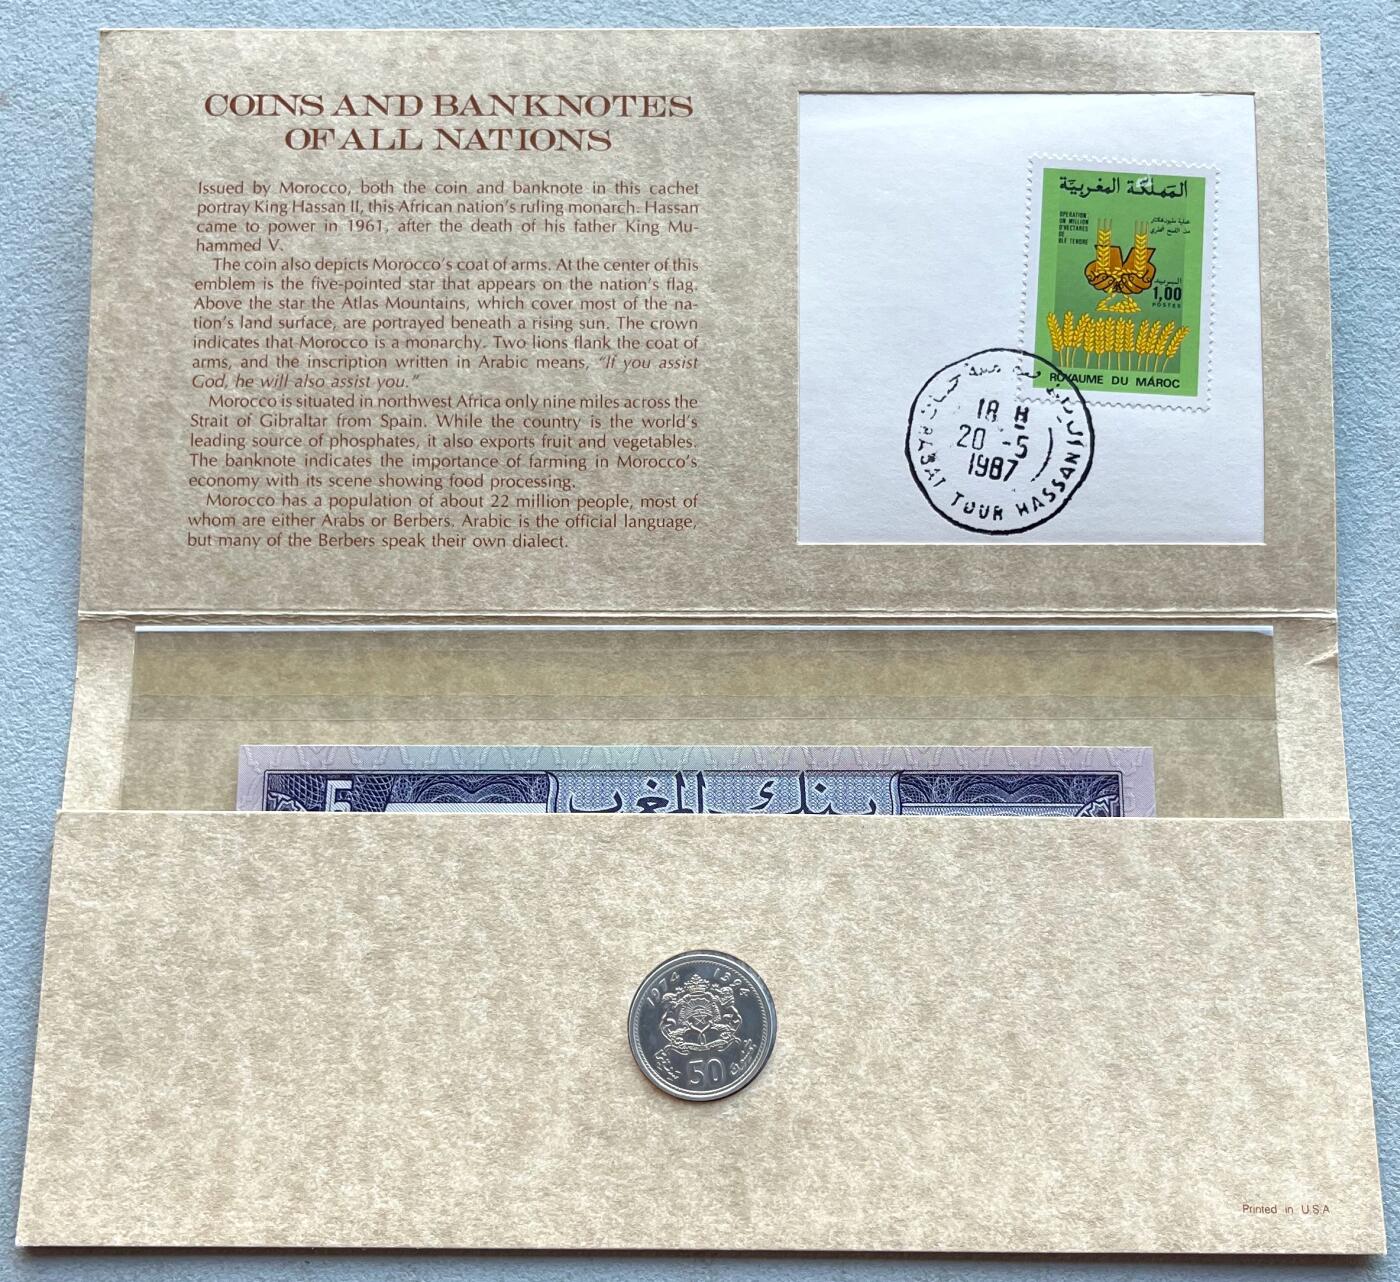 COINS AND BANKNOTES
OF ALL NATIONS
Issued by Morocco, both the coin and banknote in this cachet
portray King Hassan II, this African nation's ruling monarch. Hassan
came to power in 1961, after the death of his father King Mu-
hammed V.
The coin also depicts Morocco's coat of arms. At the center of this
emblem is the five-pointed star that appears on the nation's flag.
Above the star the Atlas Mountains, which cover most of the na-
tion's land surface, are portrayed beneath a rising sun. The crown
indicates that Morocco is a monarchy. Two lions flank the coat of
arms, and the inscription written in Arabic means, "If you assist
God, he will also assist you."
Morocco is situated in northwest Africa only nine miles across the
Strait of Gibraltar from Spain. While the country is the world's
leading source of phosphates, it also exports fruit and vegetables.
The banknote indicates the importance of farming in Morocco's
economy with its scene showing food processing.
Morocco has a population of about 22 million people, most of
whom are either Arabs or Berbers. Arabic is the official language,
but many of the Berbers speak their own dialect.
المملكة المغربية
OPERATION
UN MILLION
D'HECTARES
DE
BLE TENDRE
عملية مليون هكتار
من القمح الطري
البريد
1,00
POSTES
ROYAUME DU MAROC
18 H
20 -5
1987
RABAT TOUR HASSAN
5
بنك المغرب
1974 1394
50
Printed in U.S.A